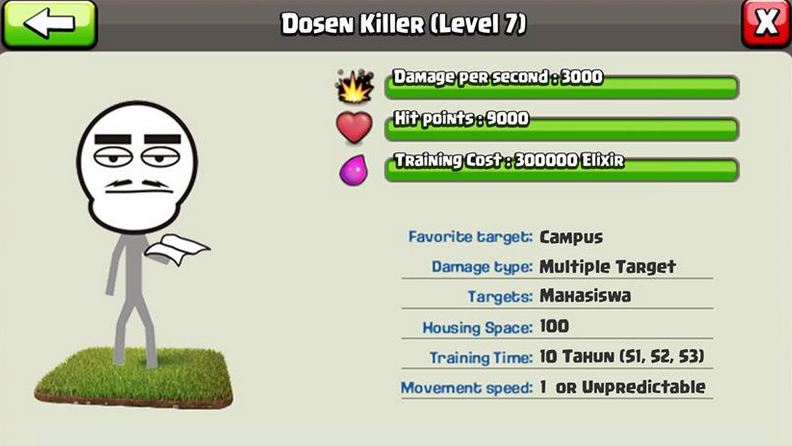 Dosen Killer (Level 7)
X
Damage per second : 3000
Hit points : 9000
Training Cost : 300000 Elixir
Favorite target: Campus
Damage type: Multiple Target
Targets: Mahasiswa
Housing Space: 100
Training Time: 10 Tahun (S1, S2, S3)
Movement speed: 1 or Unpredictable